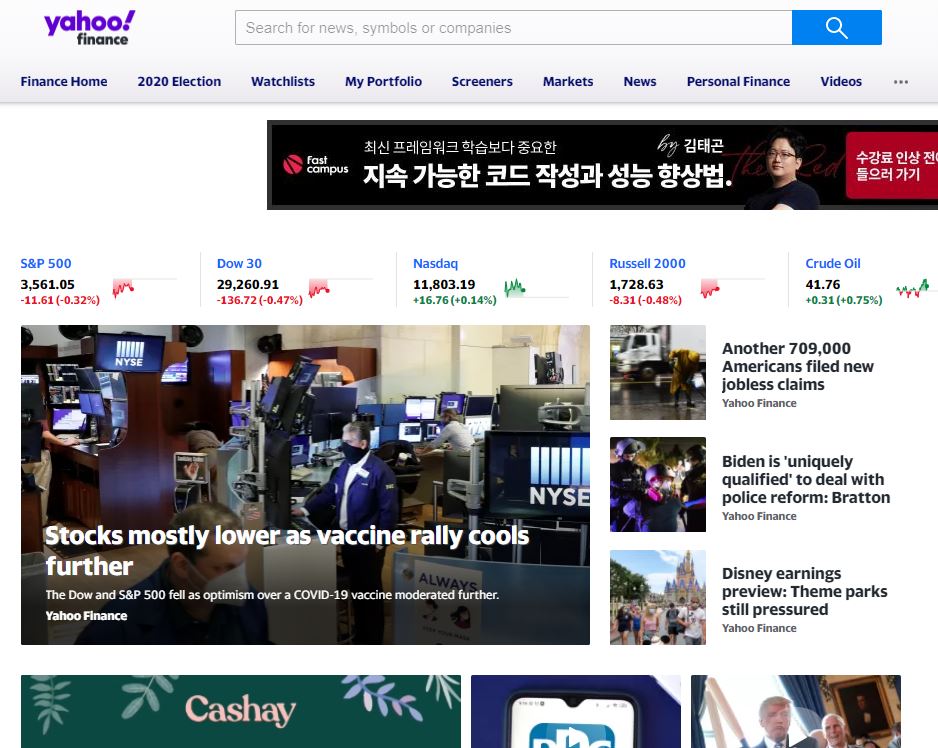 yahoo!
finance
Search for news, symbols or companies
Finance Home 2020 Election Watchlists My Portfolio Screeners Markets News Personal Finance Videos ...
fast
campus
최신 프레임워크 학습보다 중요한
by 김태곤
지속 가능한 코드 작성과 성능 향상법.
The Red
수강료 인상 전에
들으러 가기
S&P 500
3,561.05
-11.61 (-0.32%)
Dow 30
29,260.91
-136.72 (-0.47%)
Nasdaq
11,803.19
+16.76 (+0.14%)
Russell 2000
1,728.63
-8.31 (-0.48%)
Crude Oil
41.76
+0.31 (+0.75%)
NYSE
NYSE
Stocks mostly lower as vaccine rally cools
further
The Dow and S&P 500 fell as optimism over a COVID-19 vaccine moderated further.
Yahoo Finance
ALWAYS
Another 709,000
Americans filed new
jobless claims
Yahoo Finance
Biden is 'uniquely
qualified' to deal with
police reform: Bratton
Yahoo Finance
Disney earnings
preview: Theme parks
still pressured
Yahoo Finance
Cashay